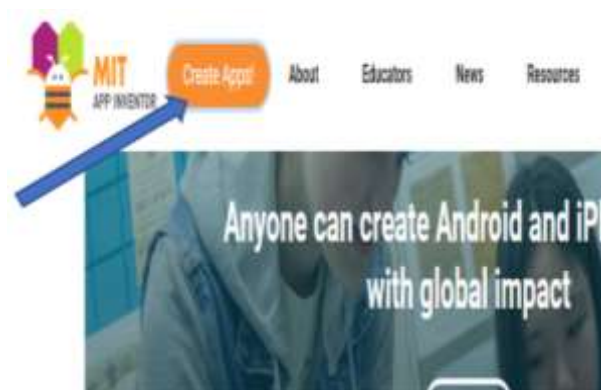 MIT
APP INVENTOR
Create Apps!
About
Educators
News
Resources
Anyone can create Android and iP
with global impact